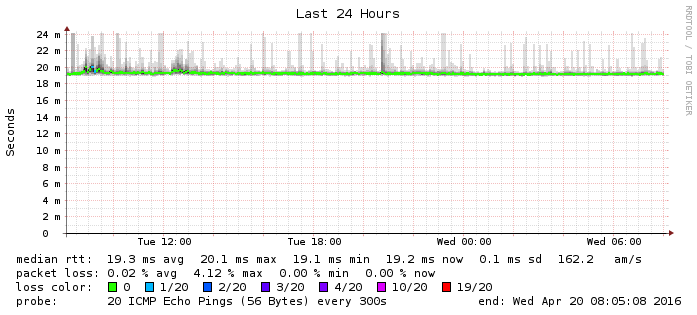 Last 24 Hours
RRDTOOL / TOBI OETIKER
Seconds
24 m
22 m
20 m
18 m
16 m
14 m
12 m
10 m
8 m
6 m
4 m
2 m
0
Tue 12:00 Tue 18:00 Wed 00:00 Wed 06:00
median rtt: 19.3 ms avg 20.1 ms max 19.1 ms min 19.2 ms now 0.1 ms sd 162.2 am/s
packet loss: 0.02 % avg 4.12 % max 0.00 % min 0.00 % now
loss color: 0 1/20 2/20 3/20 4/20 10/20 19/20
probe: 20 ICMP Echo Pings (56 Bytes) every 300s end: Wed Apr 20 08:05:08 2016